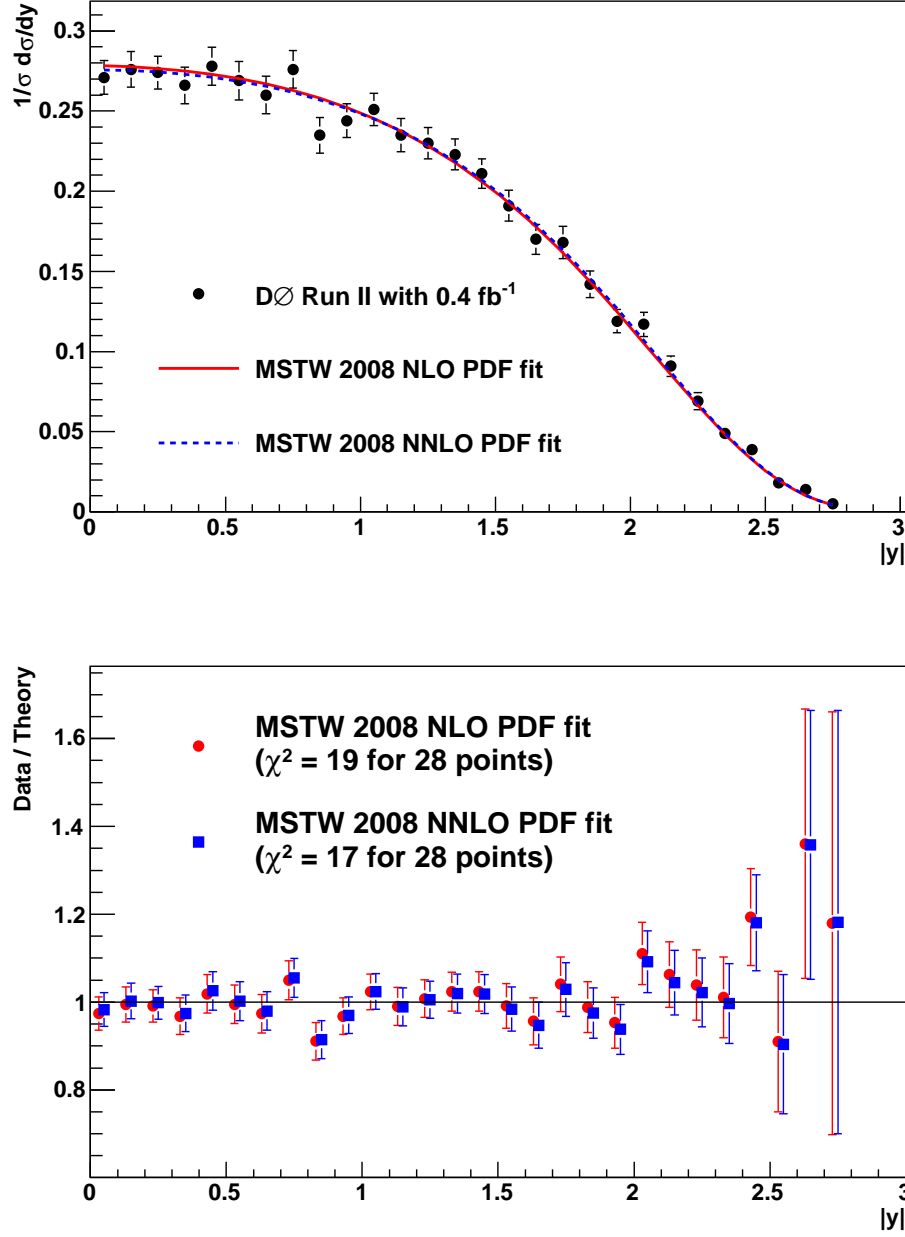 1/σ dσ/dy
0.3
0.25
0.2
0.15
0.1
0.05
0
DØ Run II with 0.4 fb⁻¹
MSTW 2008 NLO PDF fit
MSTW 2008 NNLO PDF fit
0 0.5 1 1.5 2 2.5 3
|y|
Data / Theory
1.6
1.4
1.2
1
0.8
MSTW 2008 NLO PDF fit
(χ² = 19 for 28 points)
MSTW 2008 NNLO PDF fit
(χ² = 17 for 28 points)
0 0.5 1 1.5 2 2.5 3
|y|